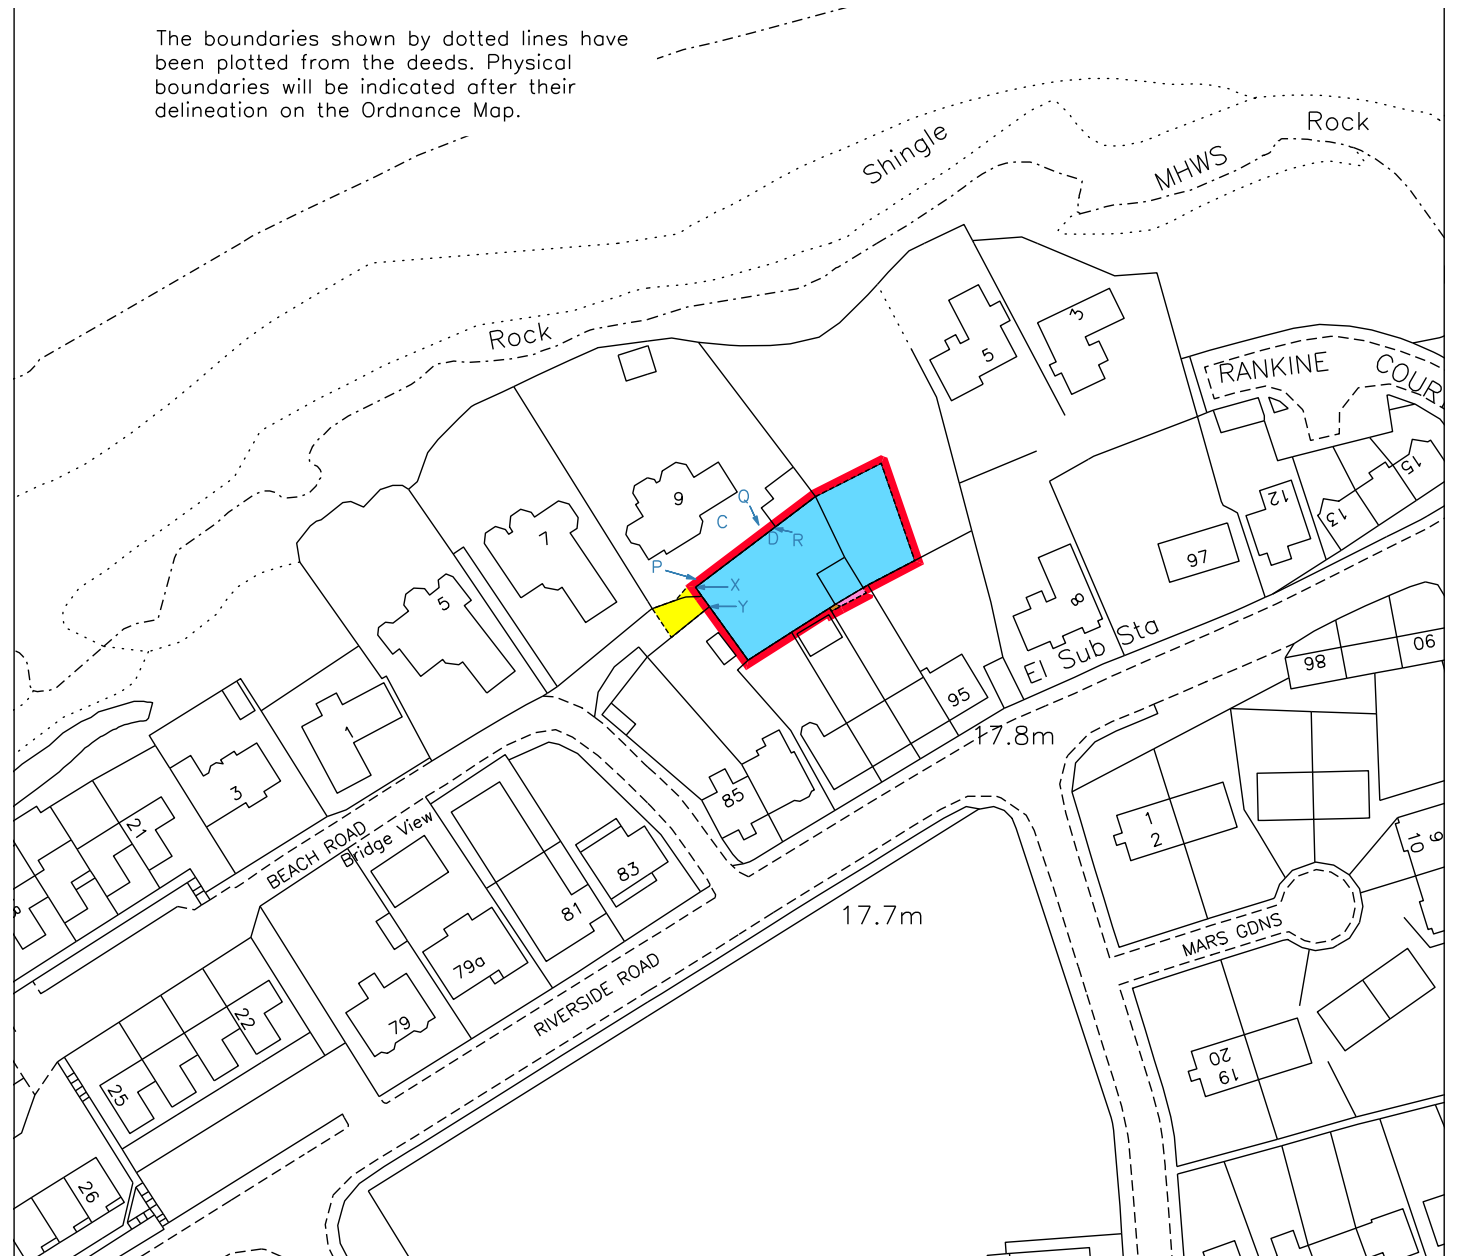 The boundaries shown by dotted lines have
been plotted from the deeds. Physical
boundaries will be indicated after their
delineation on the Ordnance Map.
Rock
Shingle
MHWS
Rock
3
5
RANKINE
COUR
15
12
13
9
Q
C
D
R
P
X
Y
7
5
97
8
El Sub Sta
90
98
95
17.8m
1
3
85
1
2
21
BEACH ROAD
Bridge View
83
81
9
10
17.7m
MARS GDNS
79a
RIVERSIDE ROAD
79
22
25
20
19
26